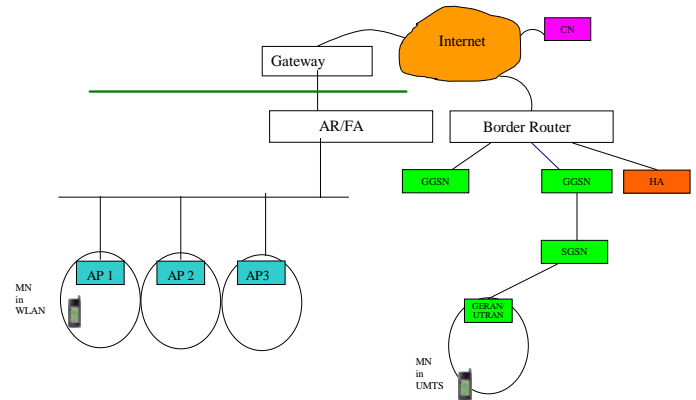 Internet
CN
Gateway
AR/FA
Border Router
GGSN
GGSN
HA
SGSN
AP 1
AP 2
AP3
MN
in
WLAN
GERAN/
UTRAN
MN
in
UMTS